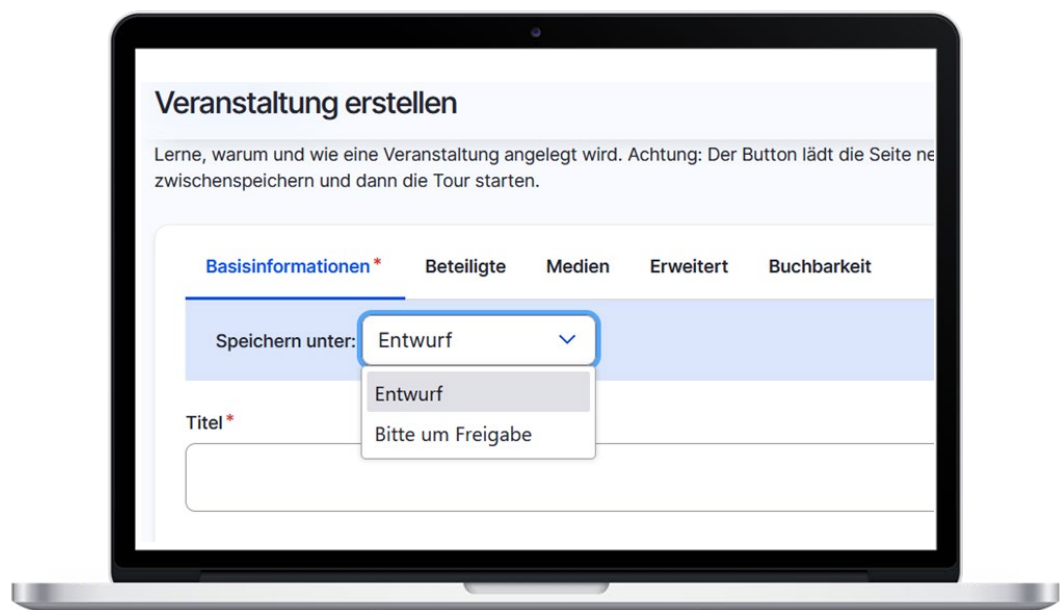 Veranstaltung erstellen
Lerne, warum und wie eine Veranstaltung angelegt wird. Achtung: Der Button lädt die Seite
zwischenspeichern und dann die Tour starten.
Basisinformationen* Beteiligte Medien Erweitert Buchbarkeit
Speichern unter: Entwurf
Entwurf
Bitte um Freigabe
Titel*